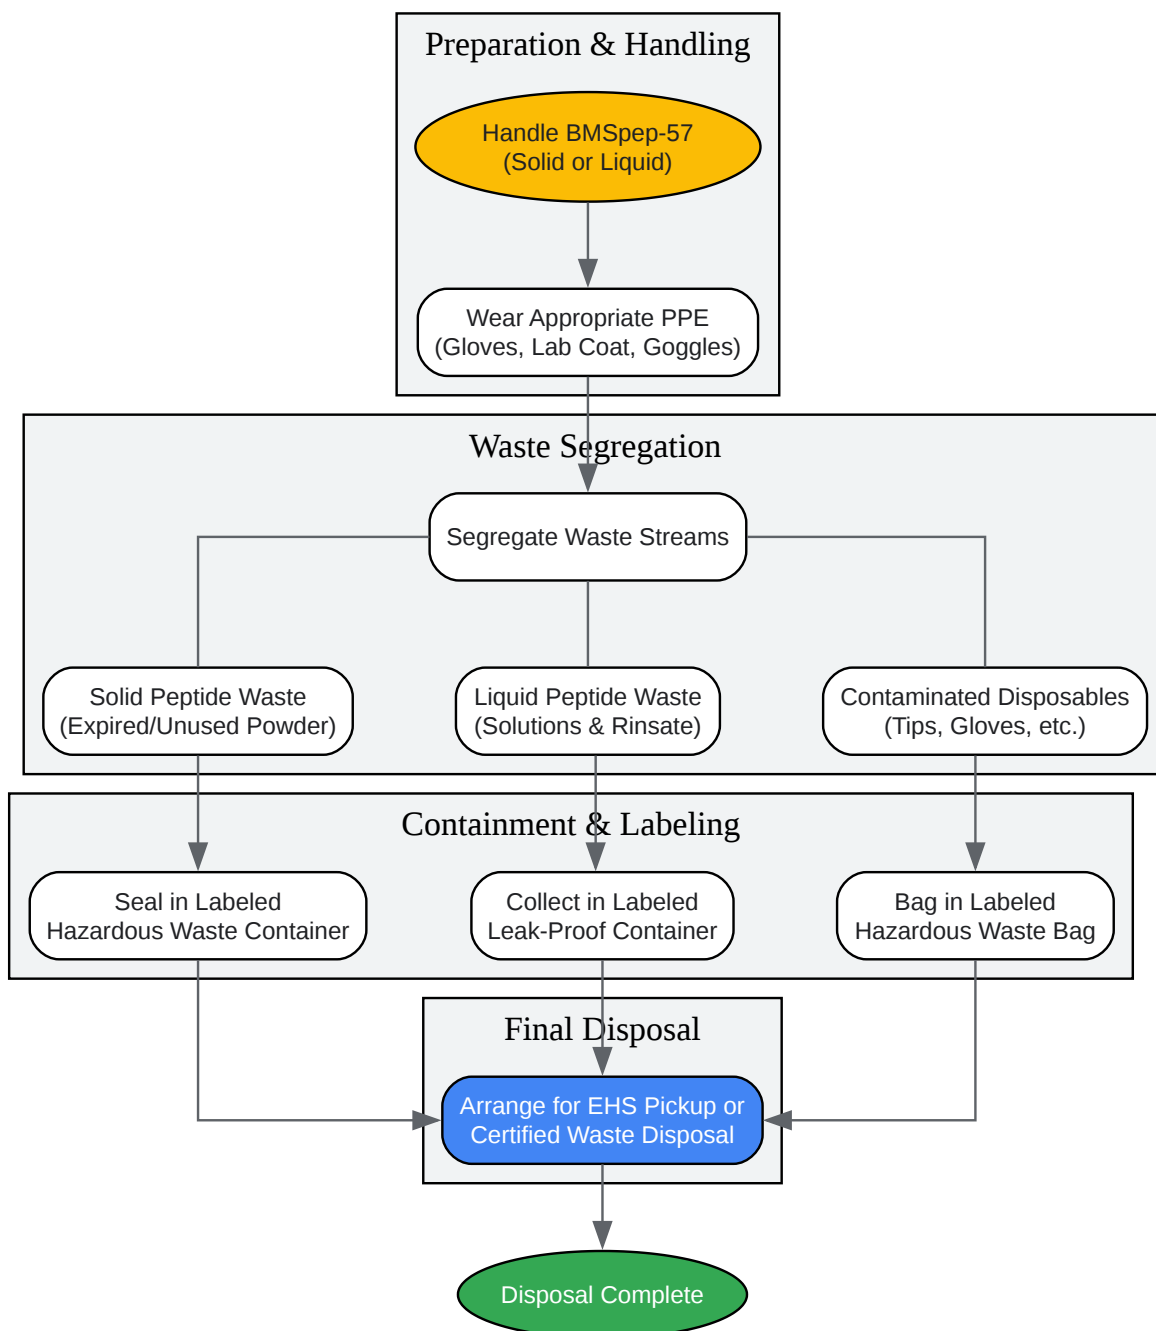 Preparation & Handling
Handle BMSpep-57
(Solid or Liquid)
Wear Appropriate PPE
(Gloves, Lab Coat, Goggles)
Waste Segregation
Segregate Waste Streams
Solid Peptide Waste
(Expired/Unused Powder)
Liquid Peptide Waste
(Solutions & Rinsate)
Contaminated Disposables
(Tips, Gloves, etc.)
Containment & Labeling
Seal in Labeled
Hazardous Waste Container
Collect in Labeled
Leak-Proof Container
Bag in Labeled
Hazardous Waste Bag
Final Disposal
Arrange for EHS Pickup or
Certified Waste Disposal
Disposal Complete